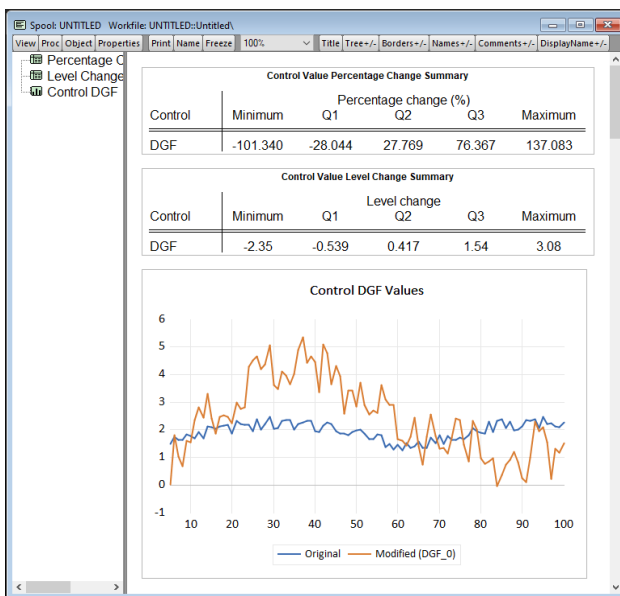 Spool: UNTITLED Workfile: UNTITLED::Untitled\
View Proc Object Properties Print Name Freeze 100% Title Tree+/- Borders+/- Names+/- Comments+/- DisplayName+/-
Percentage C
Level Change
Control DGF
Control Value Percentage Change Summary
Percentage change (%)
Control Minimum Q1 Q2 Q3 Maximum
DGF -101.340 -28.044 27.769 76.367 137.083
Control Value Level Change Summary
Level change
Control Minimum Q1 Q2 Q3 Maximum
DGF -2.35 -0.539 0.417 1.54 3.08
Control DGF Values
6
5
4
3
2
1
0
-1
10 20 30 40 50 60 70 80 90 100
Original Modified (DGF_0)